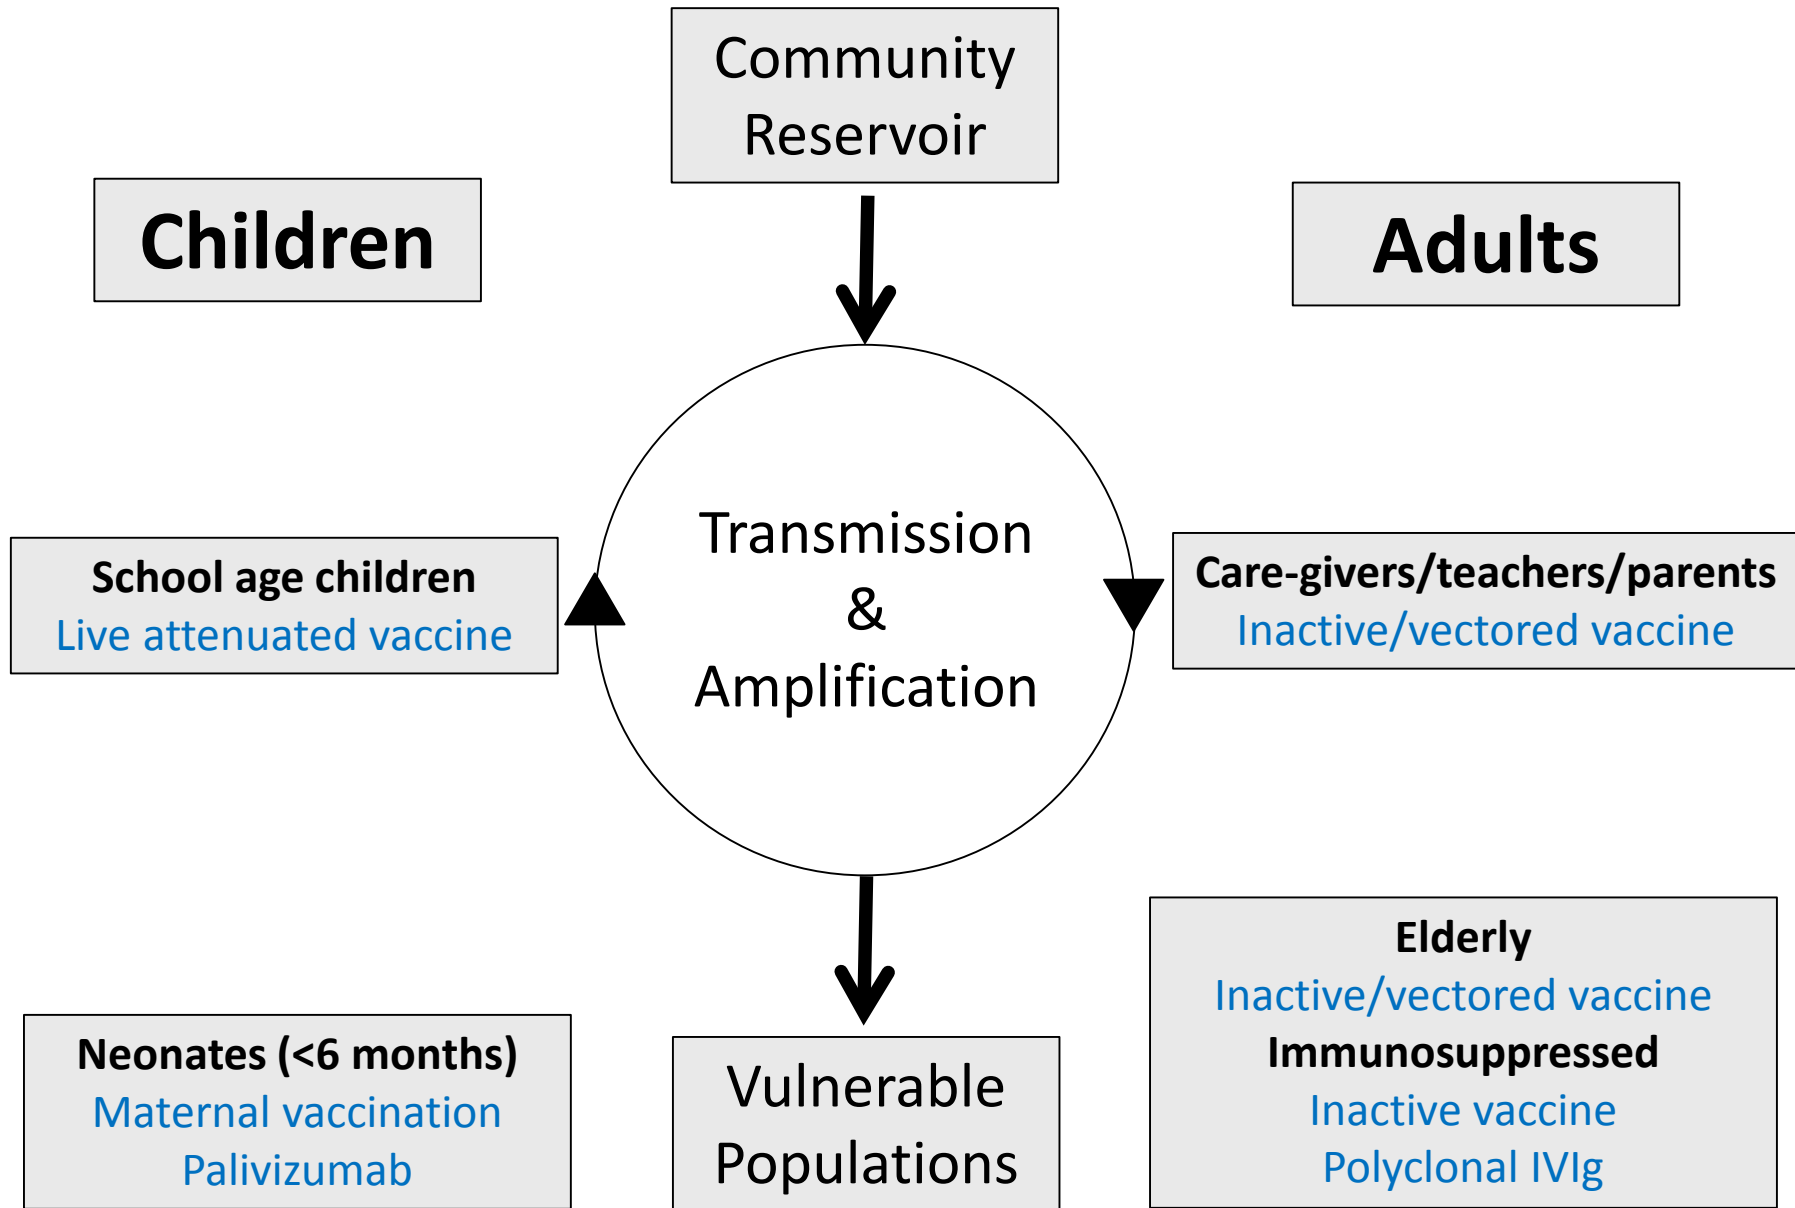 Community
Reservoir
Children
Adults
Transmission
&
Amplification
School age children
Live attenuated vaccine
Care-givers/teachers/parents
Inactive/vectored vaccine
Neonates (<6 months)
Maternal vaccination
Palivizumab
Vulnerable
Populations
Elderly
Inactive/vectored vaccine
Immunosuppressed
Inactive vaccine
Polyclonal IVIg